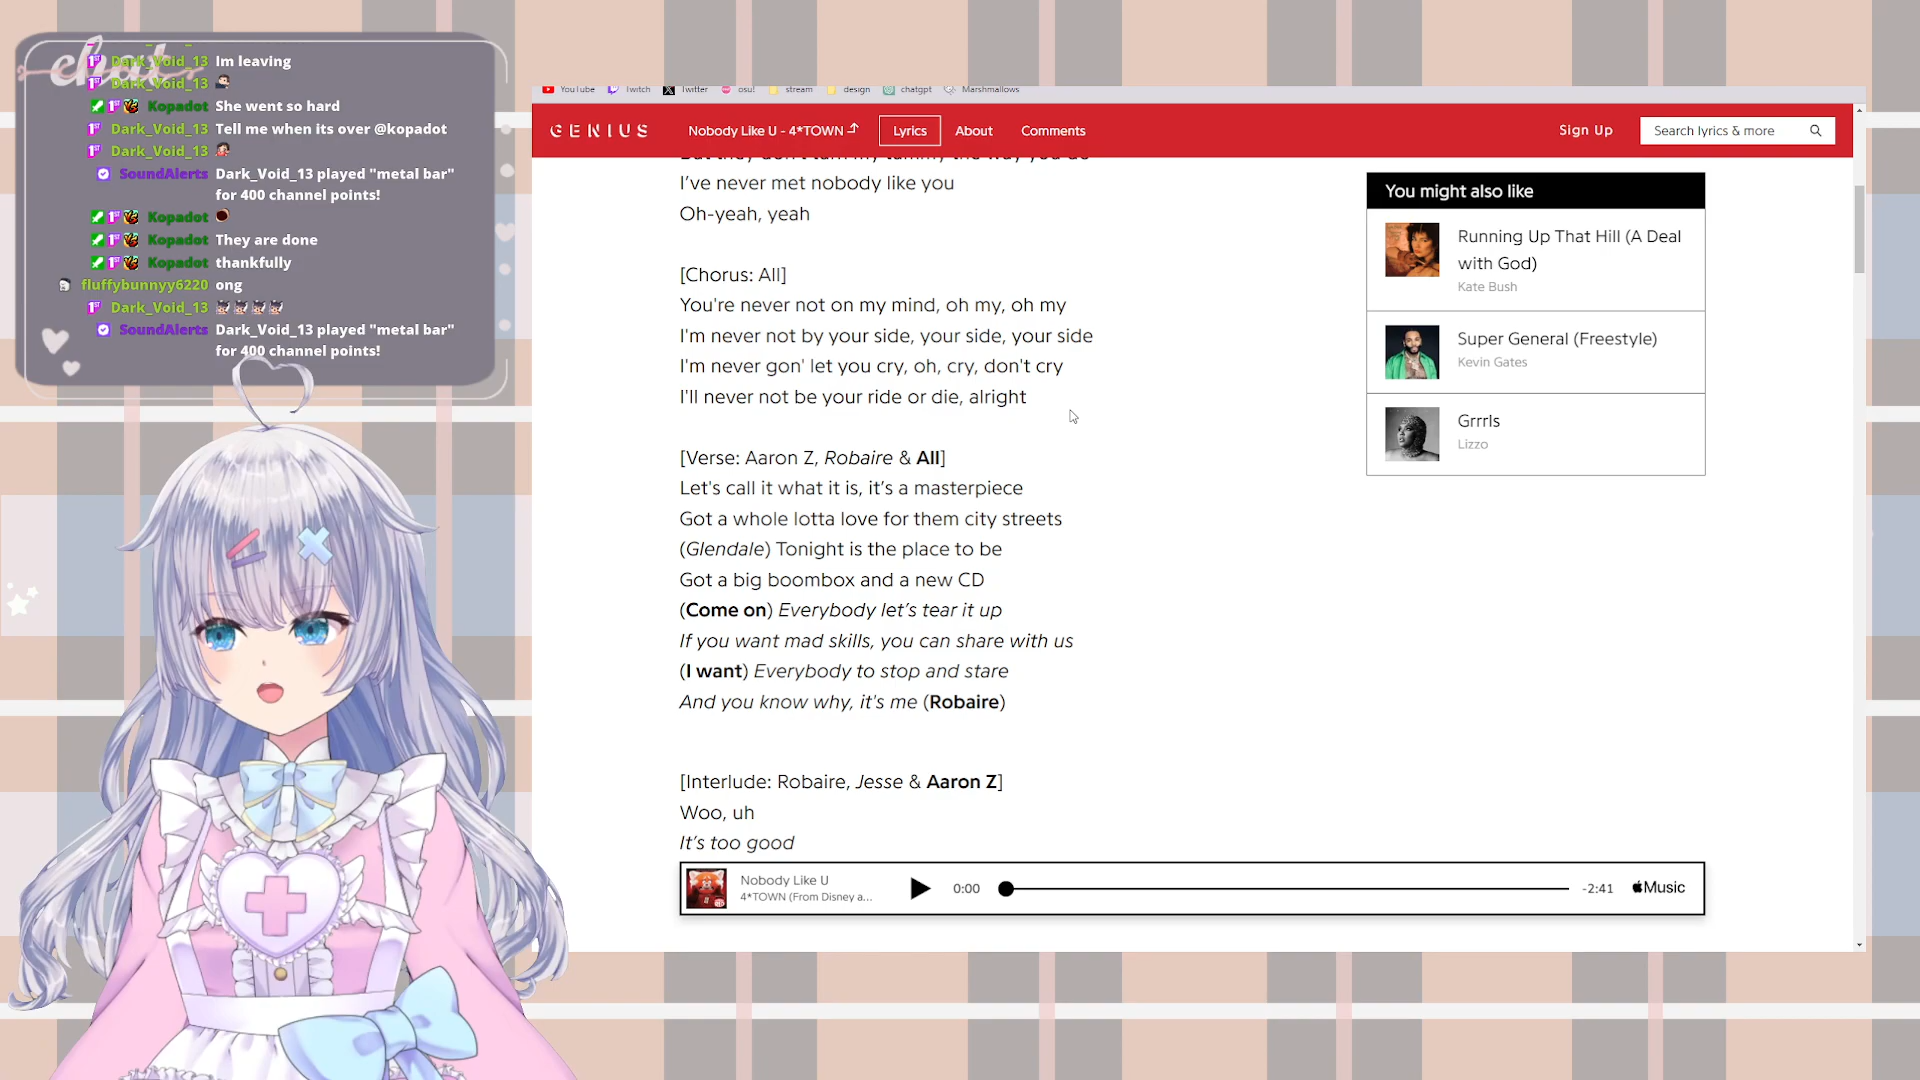 chat
Dark_Void_13 Im leaving
Dark_Void_13
Kopadot She went so hard
Dark_Void_13 Tell me when its over @kopadot
Dark_Void_13
SoundAlerts Dark_Void_13 played "metal bar"
for 400 channel points!
Kopadot
Kopadot They are done
Kopadot thankfully
fluffybunnyy6220 ong
Dark_Void_13
SoundAlerts Dark_Void_13 played "metal bar"
for 400 channel points!
YouTube Twitch Twitter osu! stream design chatgpt Marshmallows
GENIUS Nobody Like U - 4*TOWN Lyrics About Comments Sign Up Search lyrics & more
But they don't turn my tummy the way you do
I've never met nobody like you
Oh-yeah, yeah
[Chorus: All]
You're never not on my mind, oh my, oh my
I'm never not by your side, your side, your side
I'm never gon' let you cry, oh, cry, don't cry
I'll never not be your ride or die, alright
[Verse: Aaron Z, Robaire & All]
Let's call it what it is, it's a masterpiece
Got a whole lotta love for them city streets
(Glendale) Tonight is the place to be
Got a big boombox and a new CD
(Come on) Everybody let's tear it up
If you want mad skills, you can share with us
(I want) Everybody to stop and stare
And you know why, it's me (Robaire)
[Interlude: Robaire, Jesse & Aaron Z]
Woo, uh
It's too good
You might also like
Running Up That Hill (A Deal
with God)
Kate Bush
Super General (Freestyle)
Kevin Gates
Grrrls
Lizzo
Nobody Like U
4*TOWN (From Disney a...
0:00 -2:41 Music